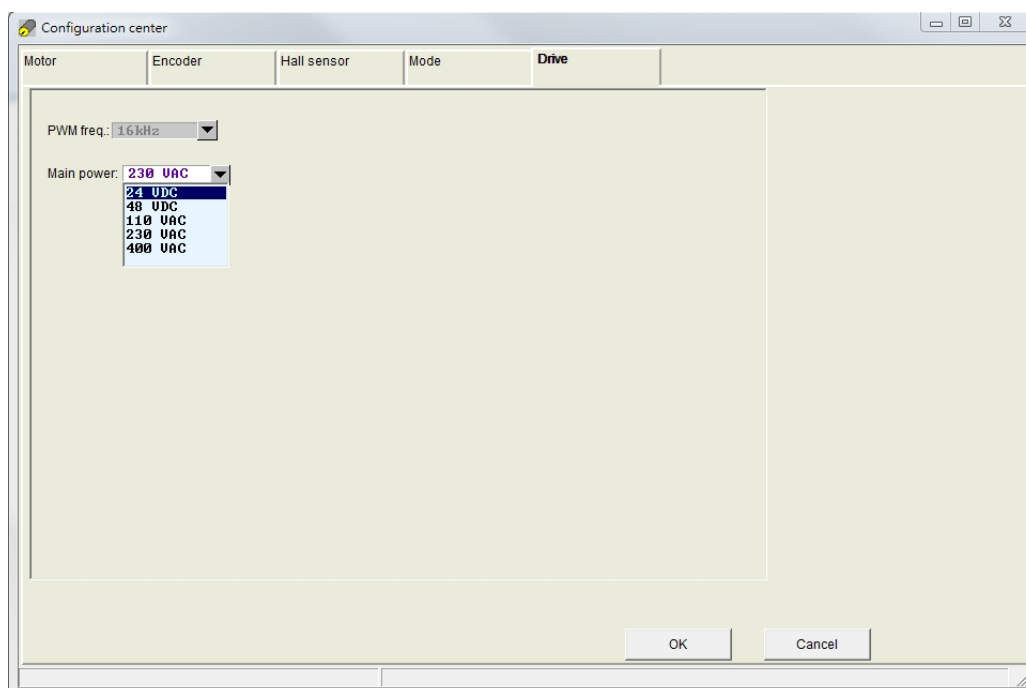 Configuration center
Motor Encoder Hall sensor Mode Drive
PWM freq.: 16kHz
Main power: 230 VAC
24 VDC
48 VDC
110 VAC
230 VAC
400 VAC
OK Cancel